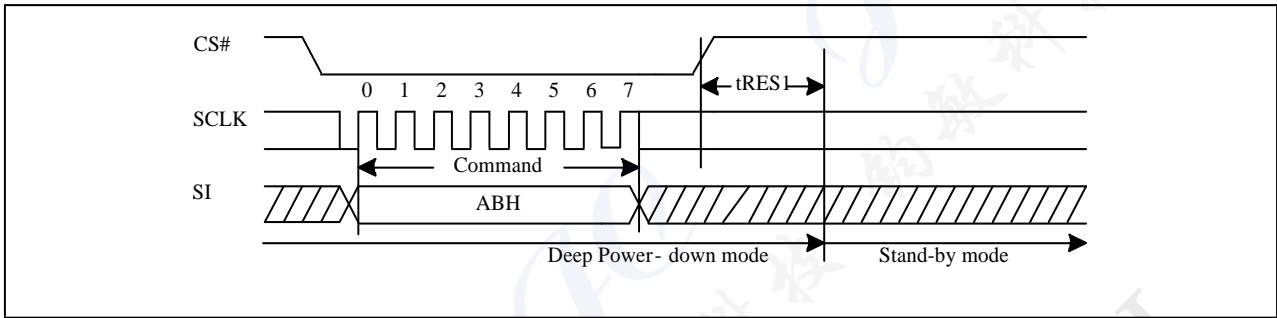 CS#
tRES1
0 1 2 3 4 5 6 7
SCLK
Command
SI
ABH
Deep Power- down mode Stand-by mode